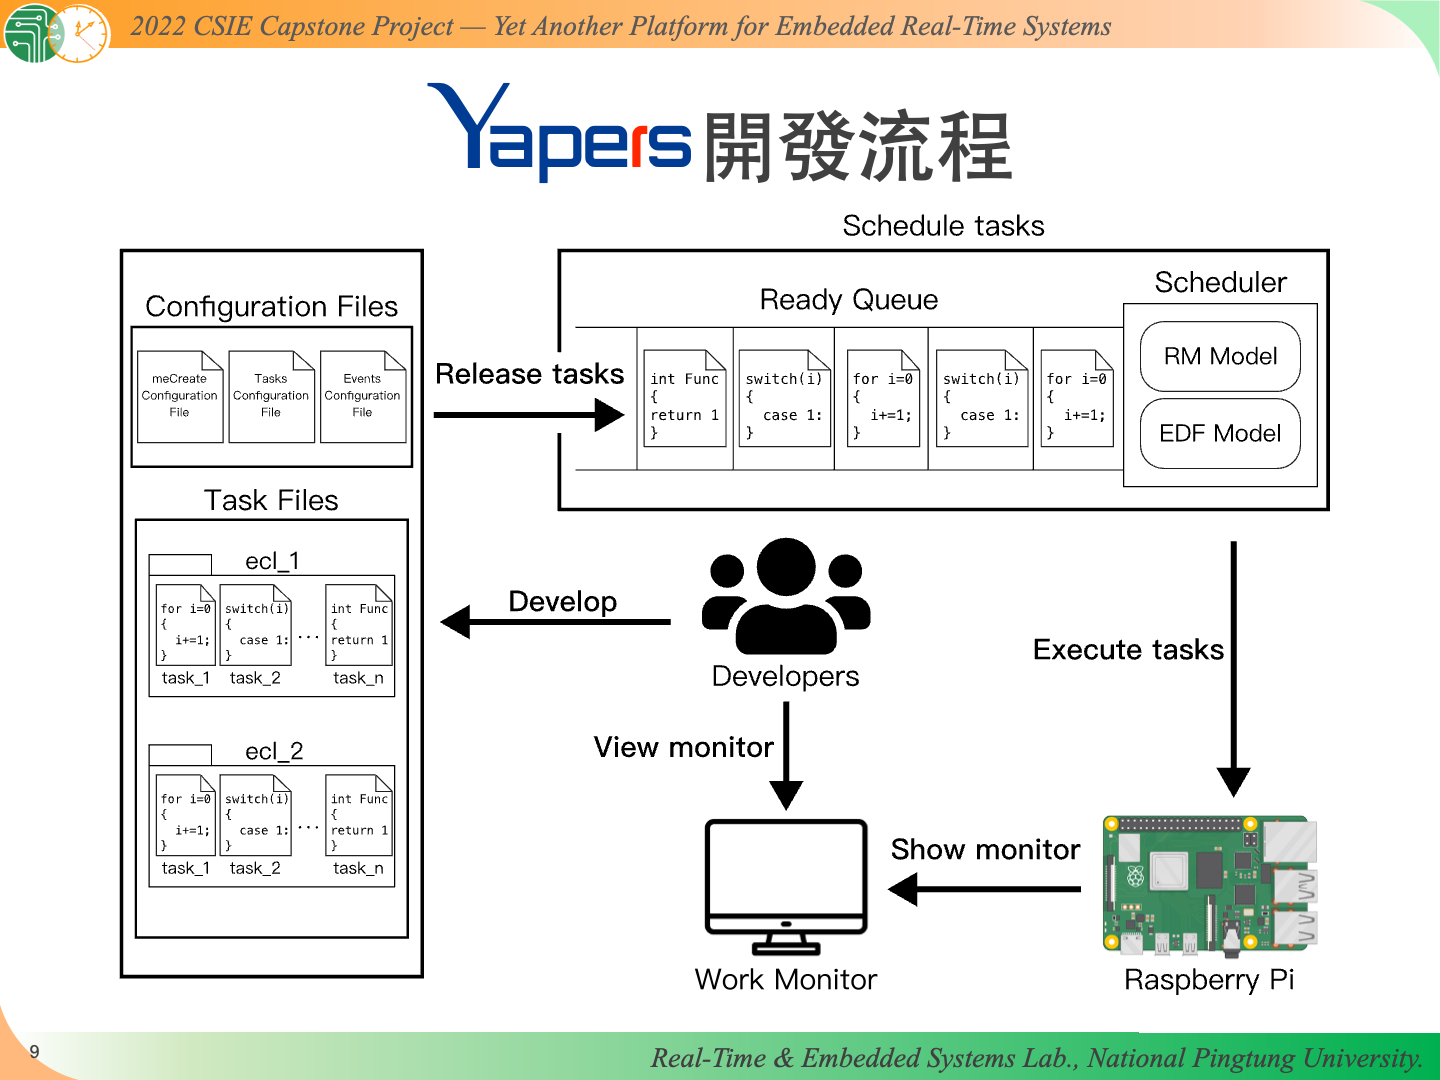 2022 CSIE Capstone Project — Yet Another Platform for Embedded Real-Time Systems
Yapers 開發流程
Configuration Files
meCreate
Configuration
File
Tasks
Configuration
File
Events
Configuration
File
Task Files
ecl_1
for i=0
{
i+=1;
}
task_1
switch(i)
{
case 1:
}
task_2
...
int Func
{
return 1
}
task_n
ecl_2
for i=0
{
i+=1;
}
task_1
switch(i)
{
case 1:
}
task_2
...
int Func
{
return 1
}
task_n
Release tasks
Schedule tasks
Ready Queue
int Func
{
return 1
}
switch(i)
{
case 1:
}
for i=0
{
i+=1;
}
switch(i)
{
case 1:
}
for i=0
{
i+=1;
}
Scheduler
RM Model
EDF Model
Develop
Developers
Execute tasks
View monitor
Show monitor
Work Monitor
Raspberry Pi
9
Real-Time & Embedded Systems Lab., National Pingtung University.